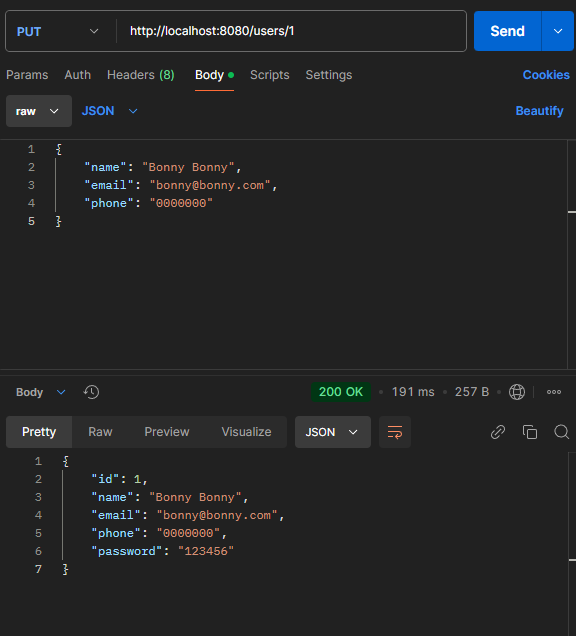 PUT http://localhost:8080/users/1 Send
Params Auth Headers (8) Body Scripts Settings Cookies
raw JSON Beautify
1 {
2 "name": "Bonny Bonny",
3 "email": "bonny@bonny.com",
4 "phone": "0000000"
5 }
Body 200 OK 191 ms 257 B
Pretty Raw Preview Visualize JSON
1 {
2 "id": 1,
3 "name": "Bonny Bonny",
4 "email": "bonny@bonny.com",
5 "phone": "0000000",
6 "password": "123456"
7 }